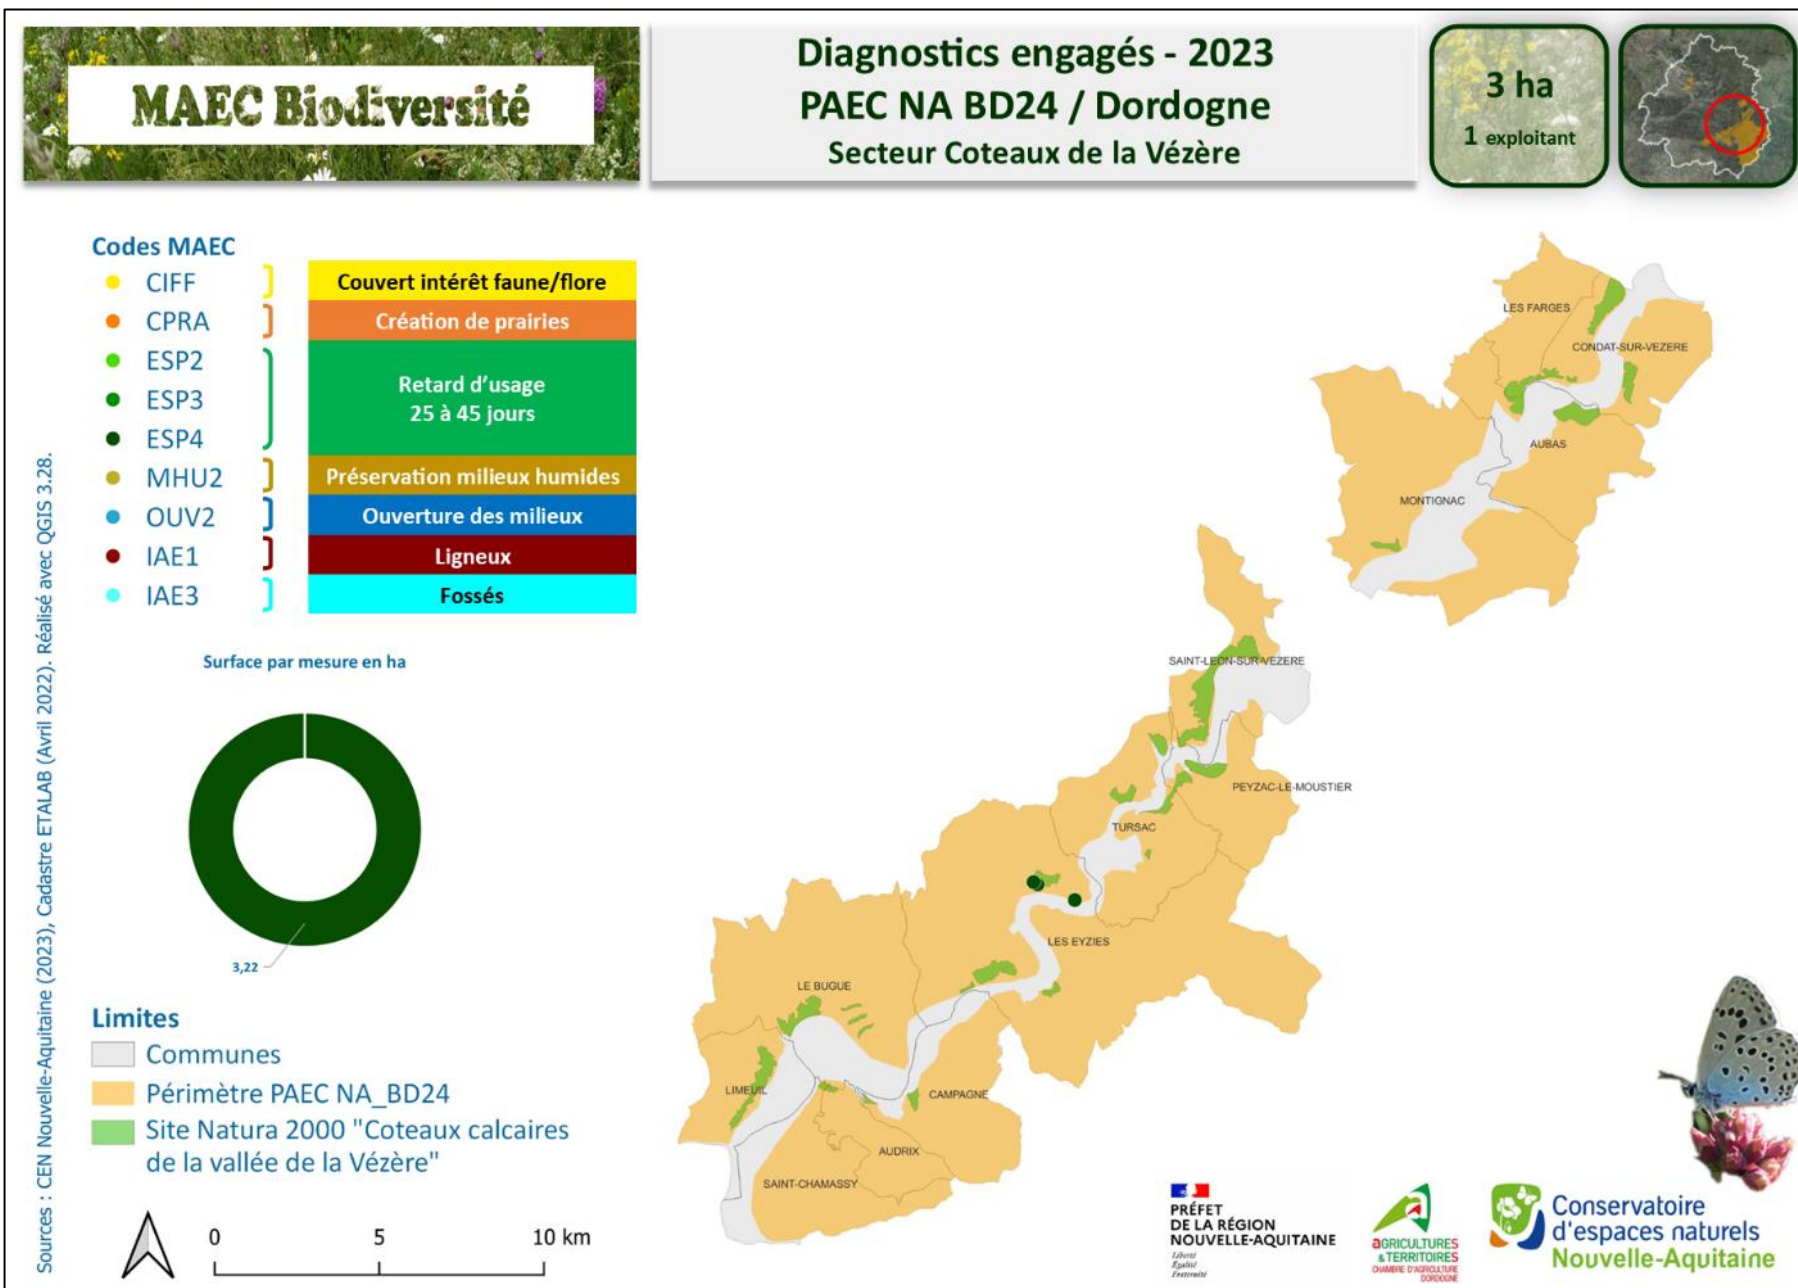 MAEC Biodiversité
Diagnostics engagés - 2023
PAEC NA BD24 / Dordogne
Secteur Coteaux de la Vézère
3 ha
1 exploitant
Codes MAEC
CIFF
CPRA
ESP2
ESP3
ESP4
MHU2
OUV2
IAE1
IAE3
Couvert intérêt faune/flore
Création de prairies
Retard d'usage
25 à 45 jours
Préservation milieux humides
Ouverture des milieux
Ligneux
Fossés
Surface par mesure en ha
3,22
Limites
Communes
Périmètre PAEC NA_BD24
Site Natura 2000 "Coteaux calcaires
de la vallée de la Vézère"
0 5 10 km
Sources : CEN Nouvelle-Aquitaine (2023), Cadastre ETALAB (Avril 2022). Réalisé avec QGIS 3.28.
LES FARGES
CONDAT-SUR-VEZERE
AUBAS
MONTIGNAC
SAINT-LEON-SUR-VEZERE
PEYZAC-LE-MOUSTIER
TURSAC
LES EYZIES
LE BUGUE
LIMEUIL
CAMPAGNE
AUDRIX
SAINT-CHAMASSY
PRÉFET
DE LA RÉGION
NOUVELLE-AQUITAINE
Liberté
Égalité
Fraternité
aGRICULTURES
& TERRITOIRES
CHAMBRE D'AGRICULTURE
DORDOGNE
Conservatoire
d'espaces naturels
Nouvelle-Aquitaine